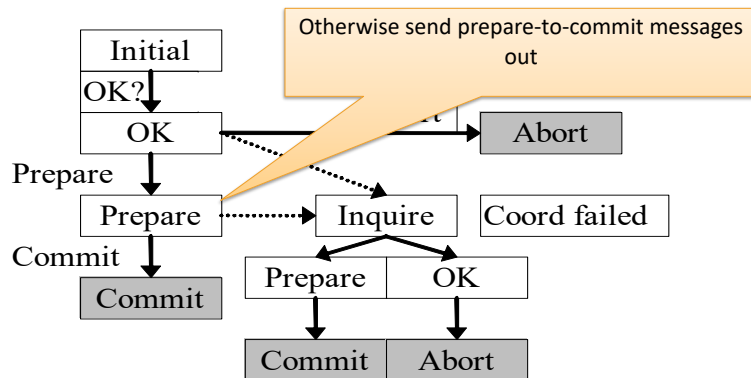 Otherwise send prepare-to-commit messages
out
Initial
OK?
OK
Abort
Prepare
Prepare
Inquire
Coord failed
Commit
Prepare
OK
Commit
Commit
Abort